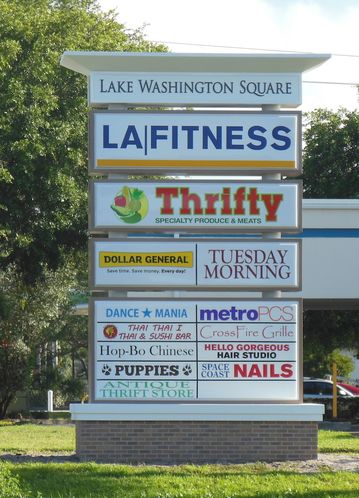 LAKE WASHINGTON SQUARE
LA|FITNESS
Thrifty
SPECIALTY PRODUCE & MEATS
DOLLAR GENERAL
Save time. Save money. Every day!
TUESDAY
MORNING
DANCE ★ MANIA
metroPCS
THAI THAI I
THAI & SUSHI BAR
CrossFire Grille
Hop-Bo Chinese
HELLO GORGEOUS
HAIR STUDIO
PUPPIES
SPACE
COAST NAILS
ANTIQUE
THRIFT STORE